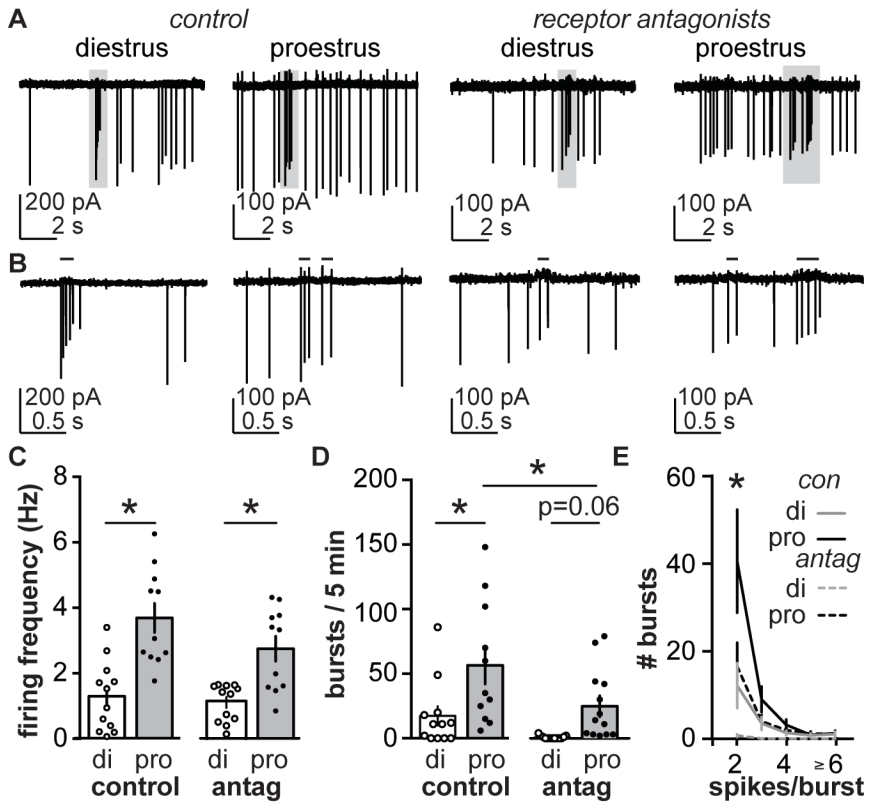 A
control
receptor antagonists
diestrus
proestrus
diestrus
proestrus
200 pA
2 s
100 pA
2 s
100 pA
2 s
100 pA
2 s
B
200 pA
0.5 s
100 pA
0.5 s
100 pA
0.5 s
100 pA
0.5 s
C
firing frequency (Hz)
8
6
4
2
0
*
*
di
pro
di
pro
control
antag
D
bursts / 5 min
200
150
100
50
0
*
*
p=0.06
di
pro
di
pro
control
antag
E
# bursts
60
40
20
0
*
con
di
pro
antag
di
pro
2
4
≥6
spikes/burst